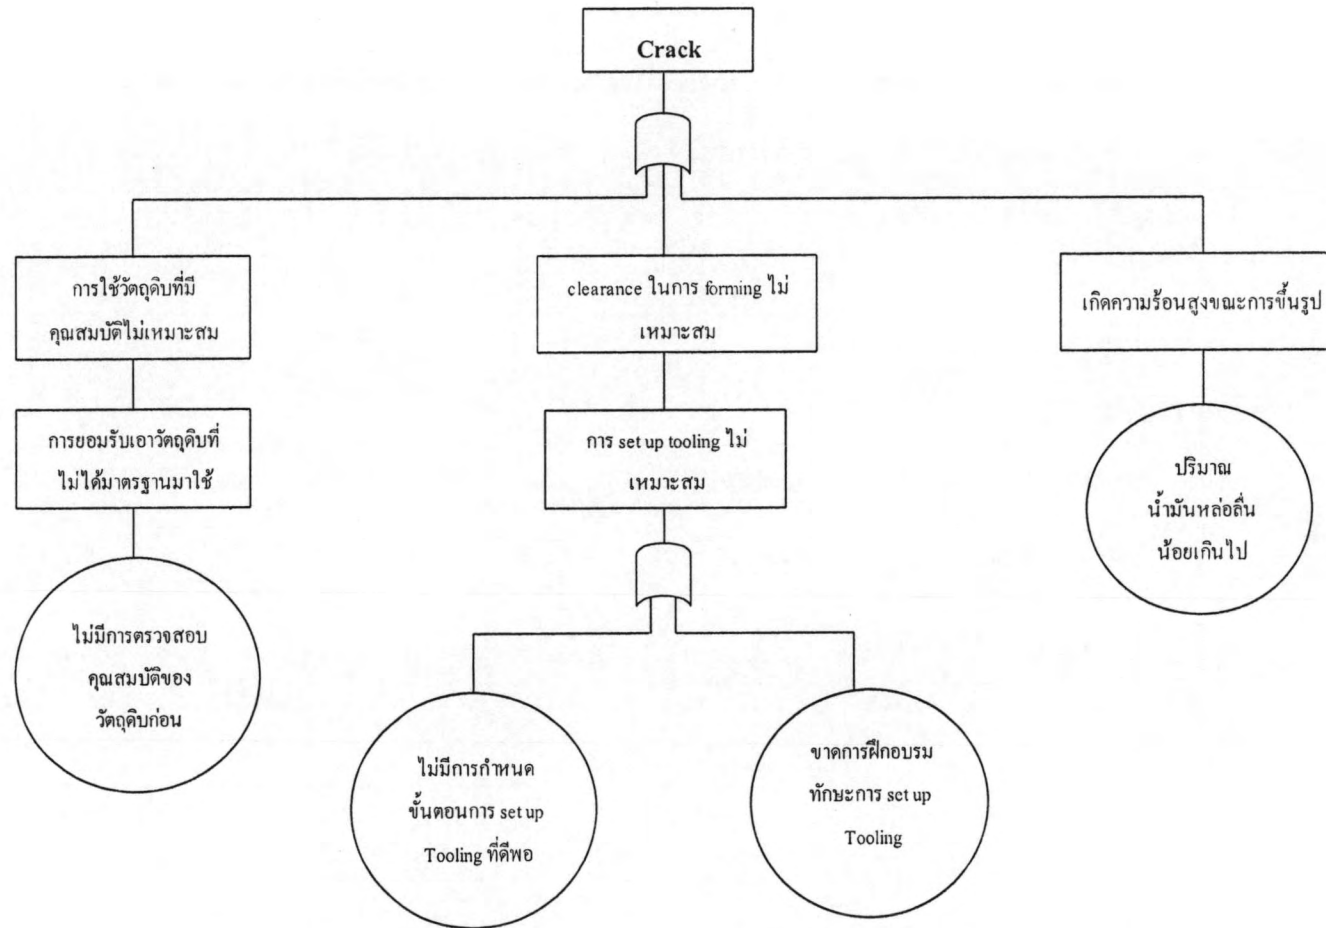 Crack
การใช้วัตถุดิบที่มี
คุณสมบัติไม่เหมาะสม
clearance ในการ forming ไม่
เหมาะสม
เกิดความร้อนสูงขณะการขึ้นรูป
การยอมรับเอาวัตถุดิบที่
ไม่ได้มาตรฐานมาใช้
การ set up tooling ไม่
เหมาะสม
ปริมาณ
น้ำมันหล่อลื่น
น้อยเกินไป
ไม่มีการตรวจสอบ
คุณสมบัติของ
วัตถุดิบก่อน
ไม่มีการกำหนด
ขั้นตอนการ set up
Tooling ที่ดีพอ
ขาดการฝึกอบรม
ทักษะการ set up
Tooling